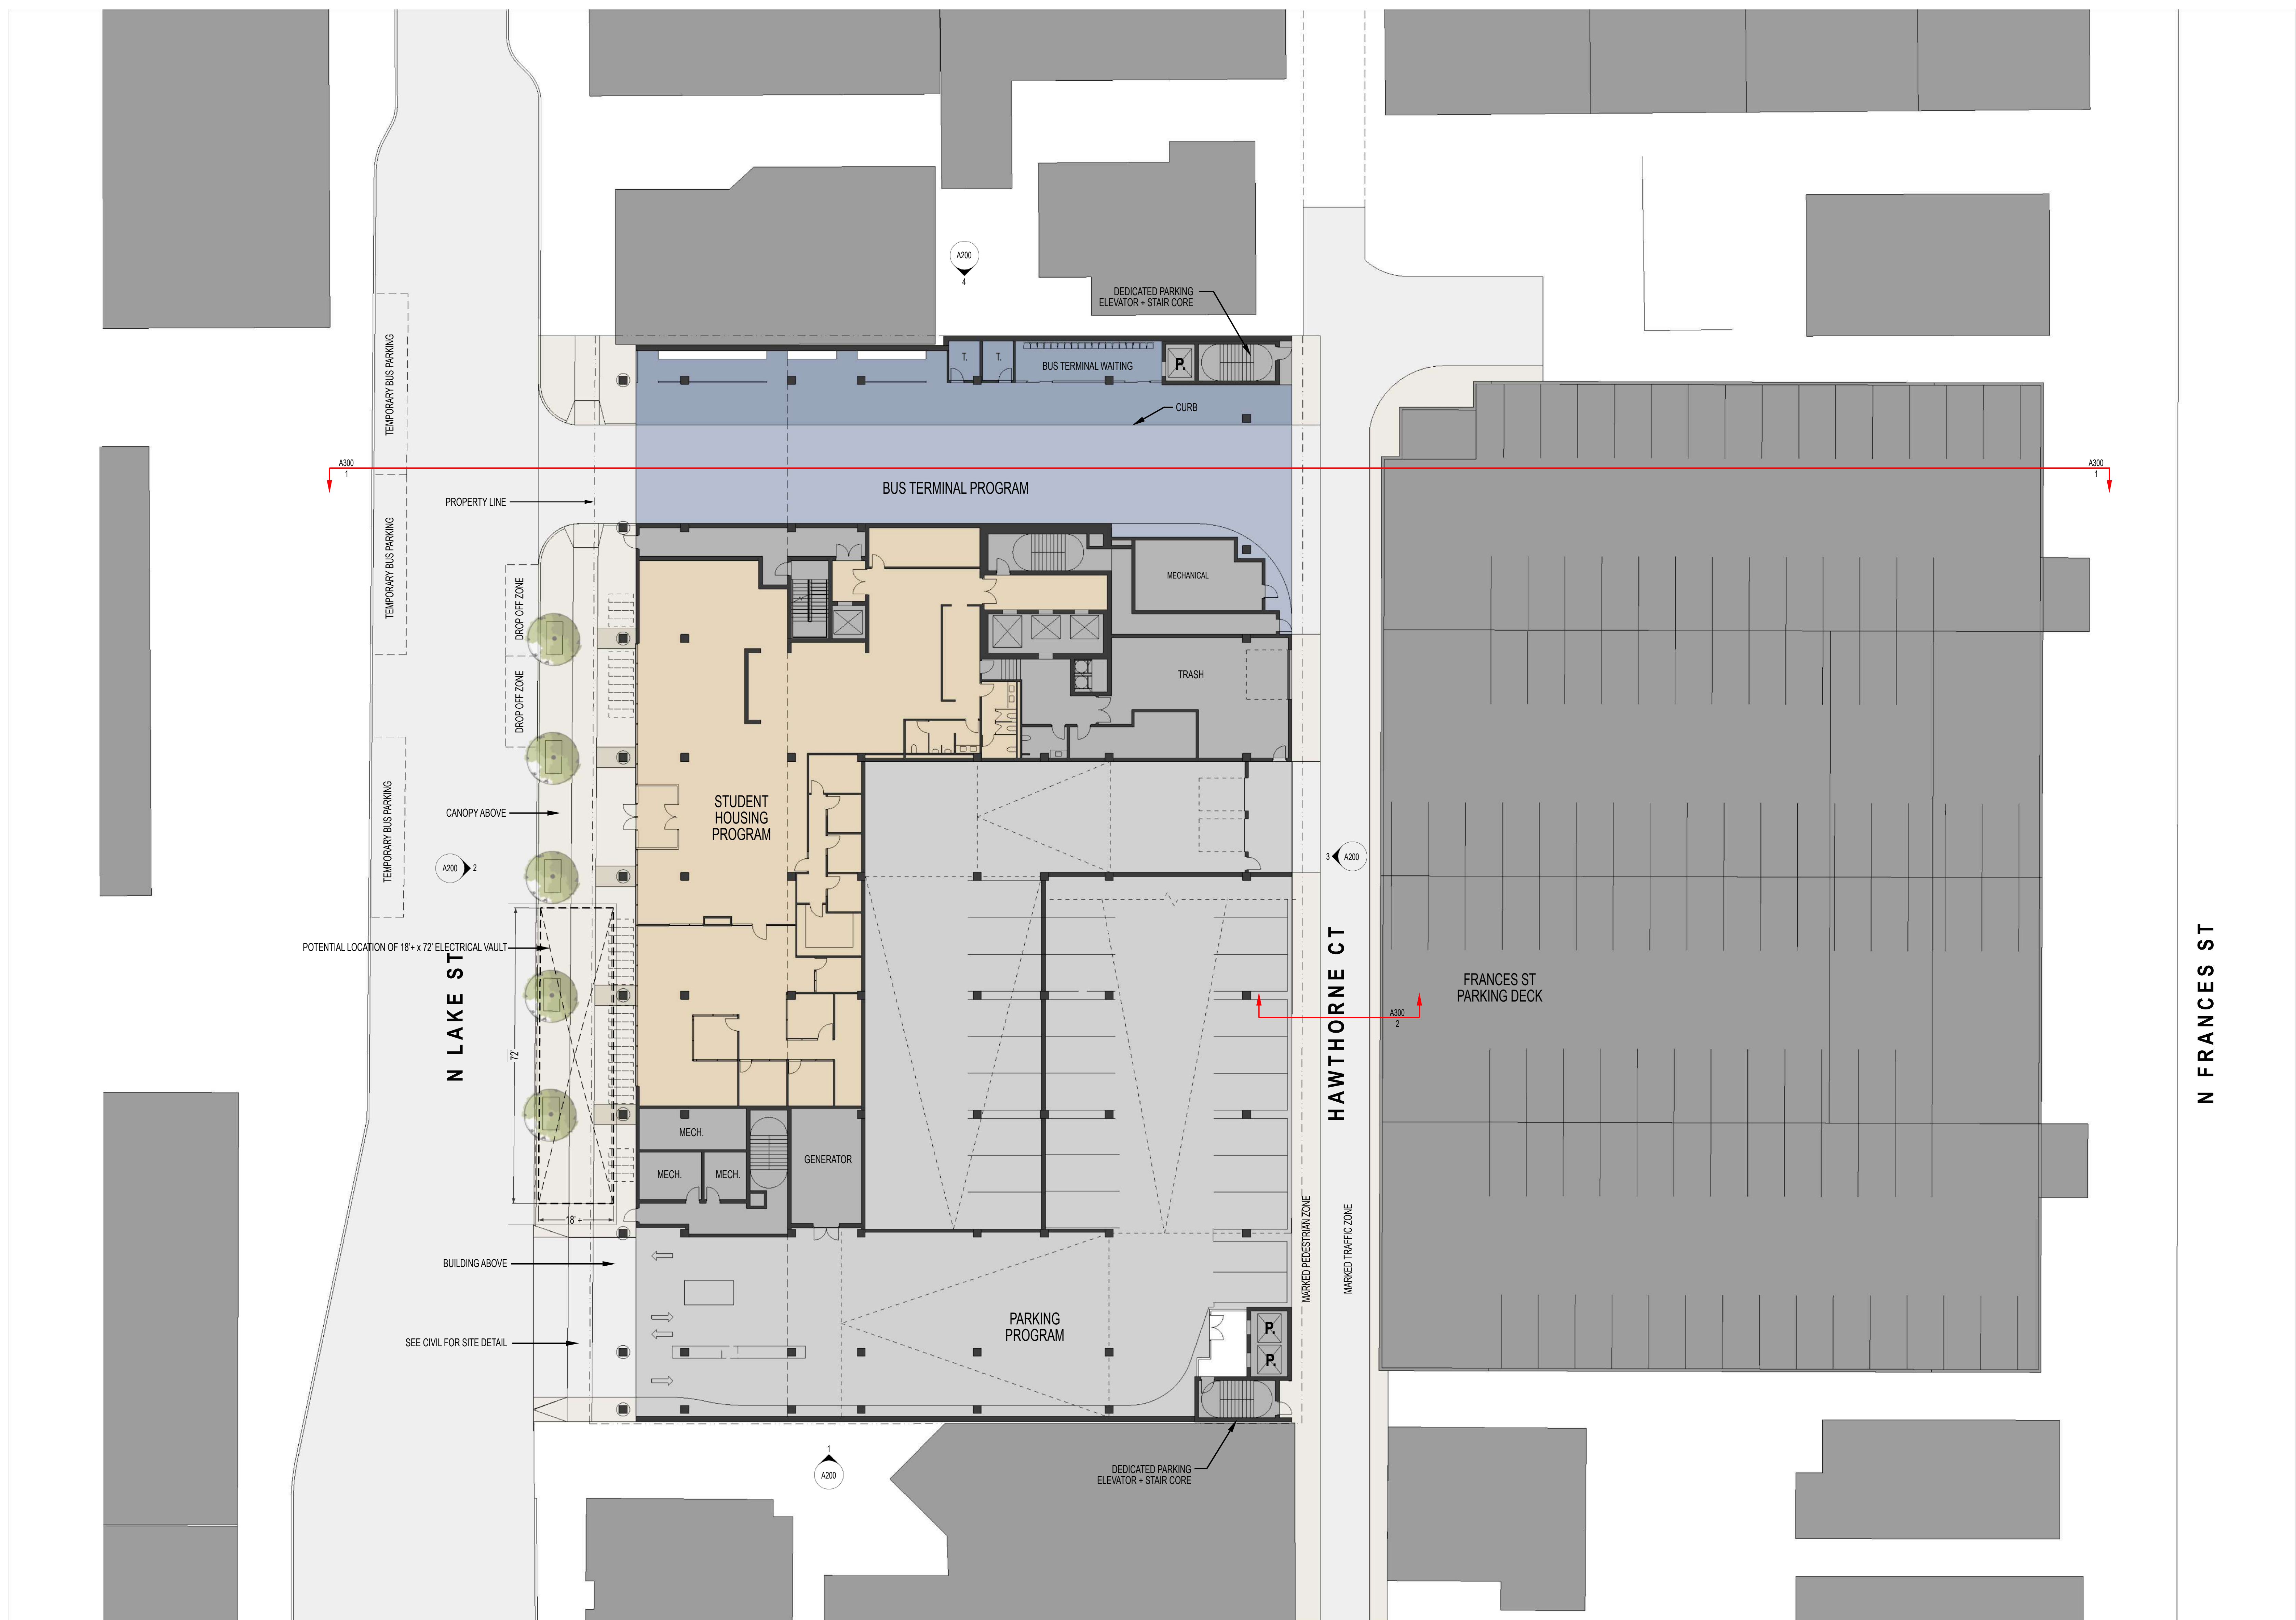 A200
4
DEDICATED PARKING
ELEVATOR + STAIR CORE
T.
T.
BUS TERMINAL WAITING
P.
CURB
TEMPORARY BUS PARKING
A300
1
A300
1
BUS TERMINAL PROGRAM
PROPERTY LINE
TEMPORARY BUS PARKING
DROP OFF ZONE
MECHANICAL
DROP OFF ZONE
TRASH
STUDENT
HOUSING
PROGRAM
CANOPY ABOVE
TEMPORARY BUS PARKING
A200
2
3
A200
POTENTIAL LOCATION OF 18'+ x 72' ELECTRICAL VAULT
N LAKE ST
72'
18' +
HAWTHORNE CT
FRANCES ST
PARKING DECK
A300
2
N FRANCES ST
MECH.
MECH.
MECH.
GENERATOR
MARKED PEDESTRIAN ZONE
MARKED TRAFFIC ZONE
BUILDING ABOVE
PARKING
PROGRAM
P.
P.
SEE CIVIL FOR SITE DETAIL
1
A200
DEDICATED PARKING
ELEVATOR + STAIR CORE